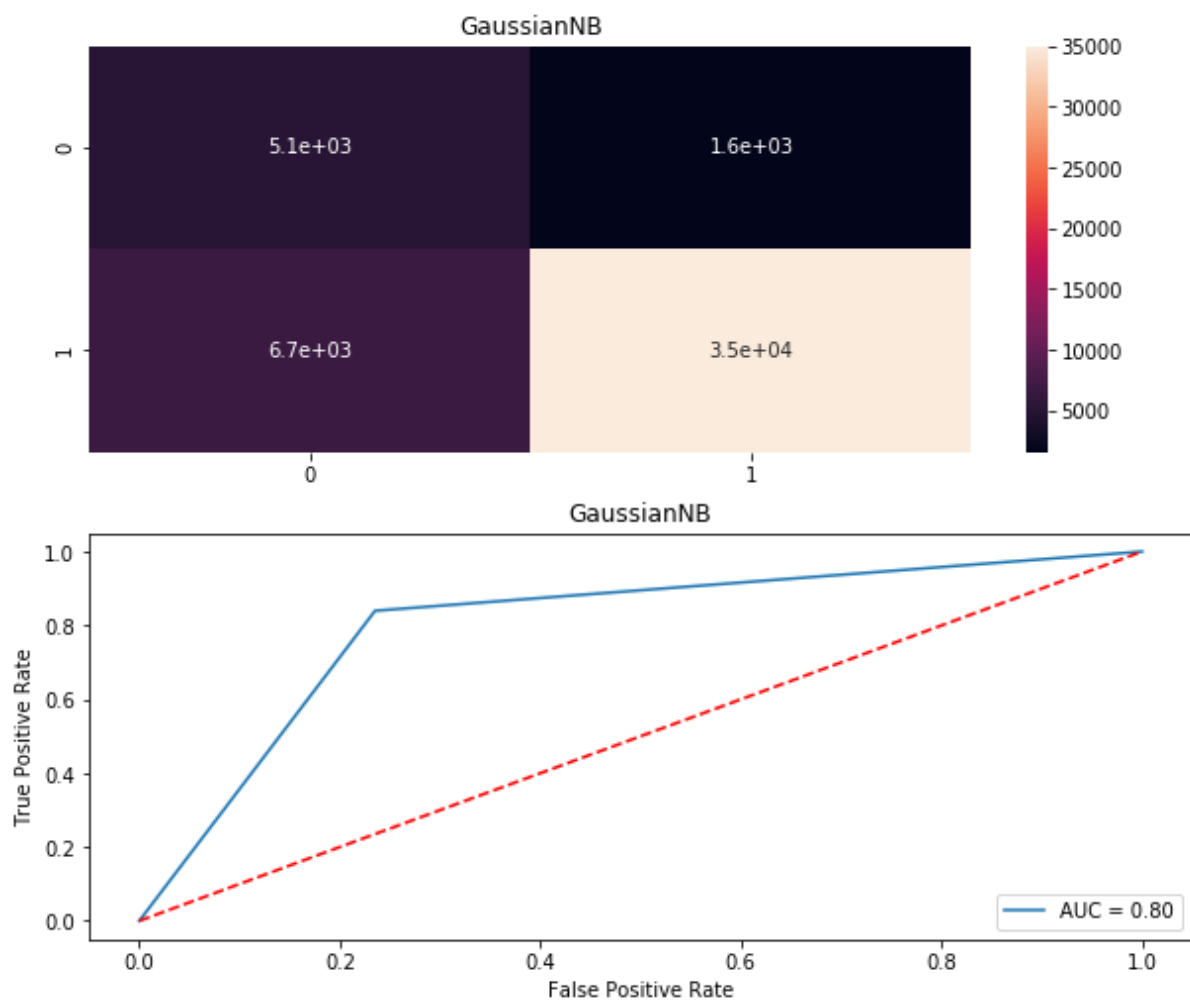 GaussianNB
0
5.1e+03 1.6e+03
1
6.7e+03 3.5e+04
0 1
35000
30000
25000
20000
15000
10000
5000
GaussianNB
True Positive Rate
1.0
0.8
0.6
0.4
0.2
0.0
AUC = 0.80
0.0 0.2 0.4 0.6 0.8 1.0
False Positive Rate